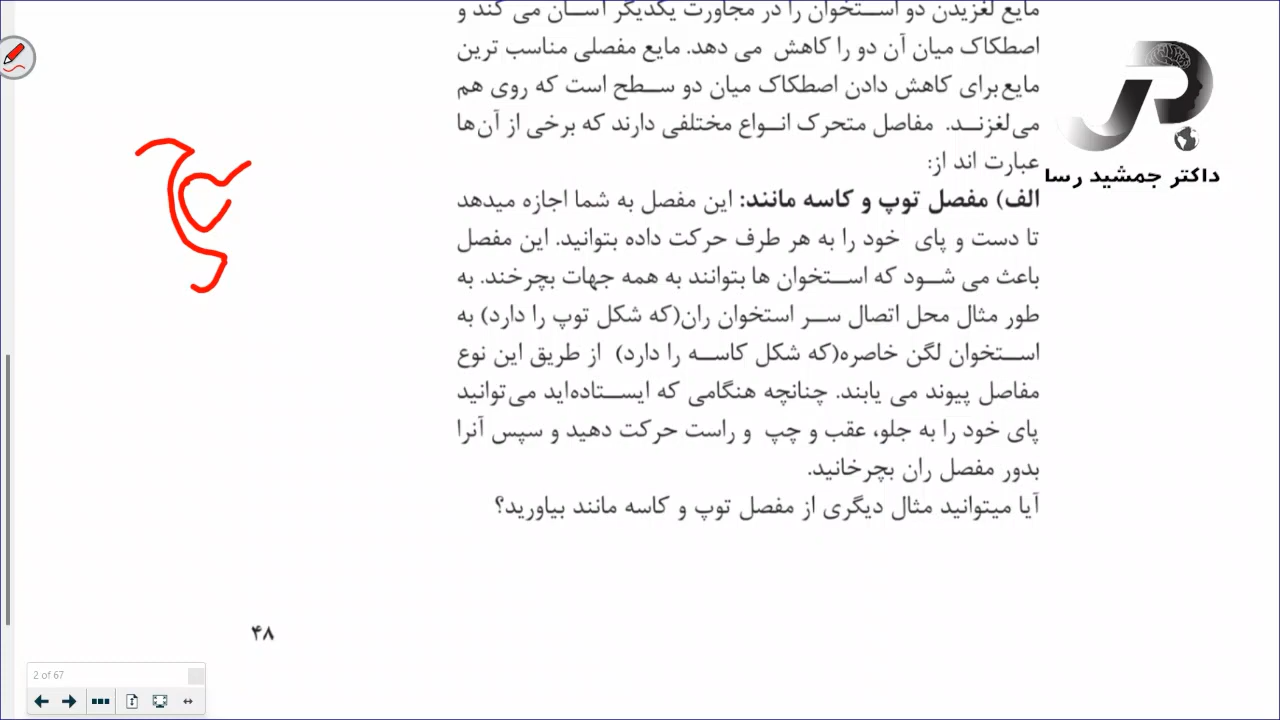 مایع لغزیدن دو استخوان را در مجاورت یکدیگر آسان می کند و
اصطکاک میان آن دو را کاهش می دهد. مایع مفصلی مناسب ترین
مایع برای کاهش دادن اصطکاک میان دو سطح است که روی هم
می‌لغزند. مفاصل متحرک انواع مختلفی دارند که برخی از آن‌ها
عبارت اند از:
الف) مفصل توپ و کاسه مانند: این مفصل به شما اجازه میدهد
تا دست و پای خود را به هر طرف حرکت داده بتوانید. این مفصل
باعث می شود که استخوان ها بتوانند به همه جهات بچرخند. به
طور مثال محل اتصال سر استخوان ران(که شکل توپ را دارد) به
استخوان لگن خاصره(که شکل کاسه را دارد) از طریق این نوع
مفاصل پیوند می یابند. چنانچه هنگامی که ایستاده‌اید می‌توانید
پای خود را به جلو، عقب و چپ و راست حرکت دهید و سپس آنرا
بدور مفصل ران بچرخانید.
آیا میتوانید مثال دیگری از مفصل توپ و کاسه مانند بیاورید؟
۴۸
داکتر جمشید رسا
2 of 67